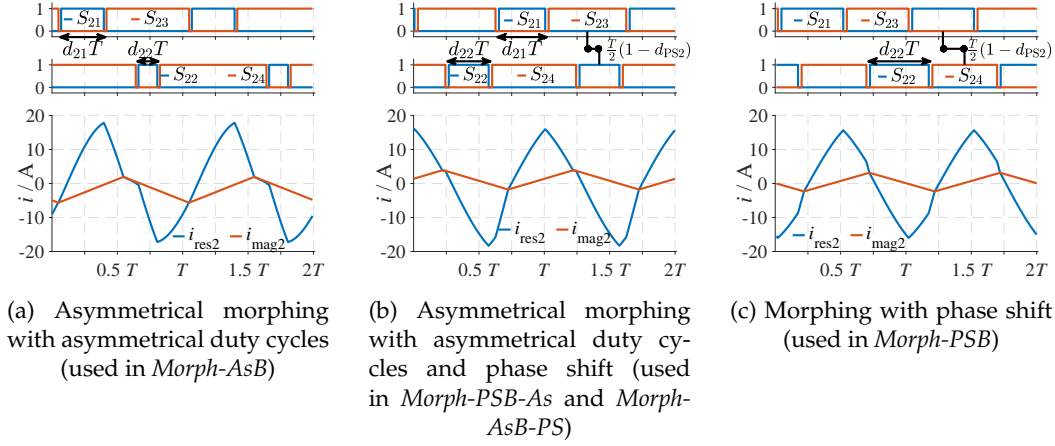 1
0
S21
S23
d21T
d22T
1
0
S22
S24
20
10
0
-10
-20
i / A
ires2
imag2
0.5 T
T
1.5 T
2T
(a) Asymmetrical morphing
with asymmetrical duty cycles
(used in Morph-AsB)
1
0
S21
S23
d22T
d21T
T/2(1 − dPS2)
1
0
S22
S24
20
10
0
-10
-20
i / A
ires2
imag2
0.5 T
T
1.5 T
2T
(b) Asymmetrical morphing
with asymmetrical duty cy-
cles and phase shift (used
in Morph-PSB-As and Morph-
AsB-PS)
1
0
S21
S23
d22T
T/2(1 − dPS2)
1
0
S22
S24
20
10
0
-10
-20
i / A
ires2
imag2
0.5 T
T
1.5 T
2T
(c) Morphing with phase shift
(used in Morph-PSB)